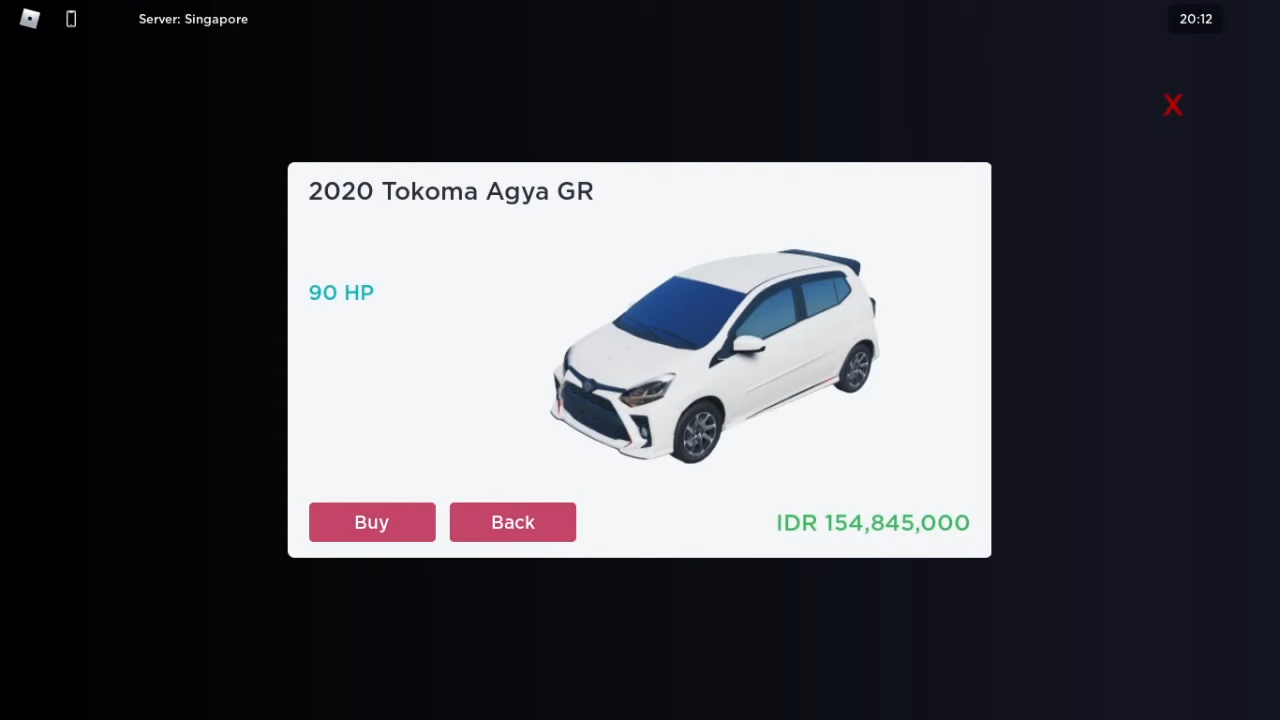 Server: Singapore
20:12
X
2020 Tokoma Agya GR
90 HP
Buy
Back
IDR 154,845,000